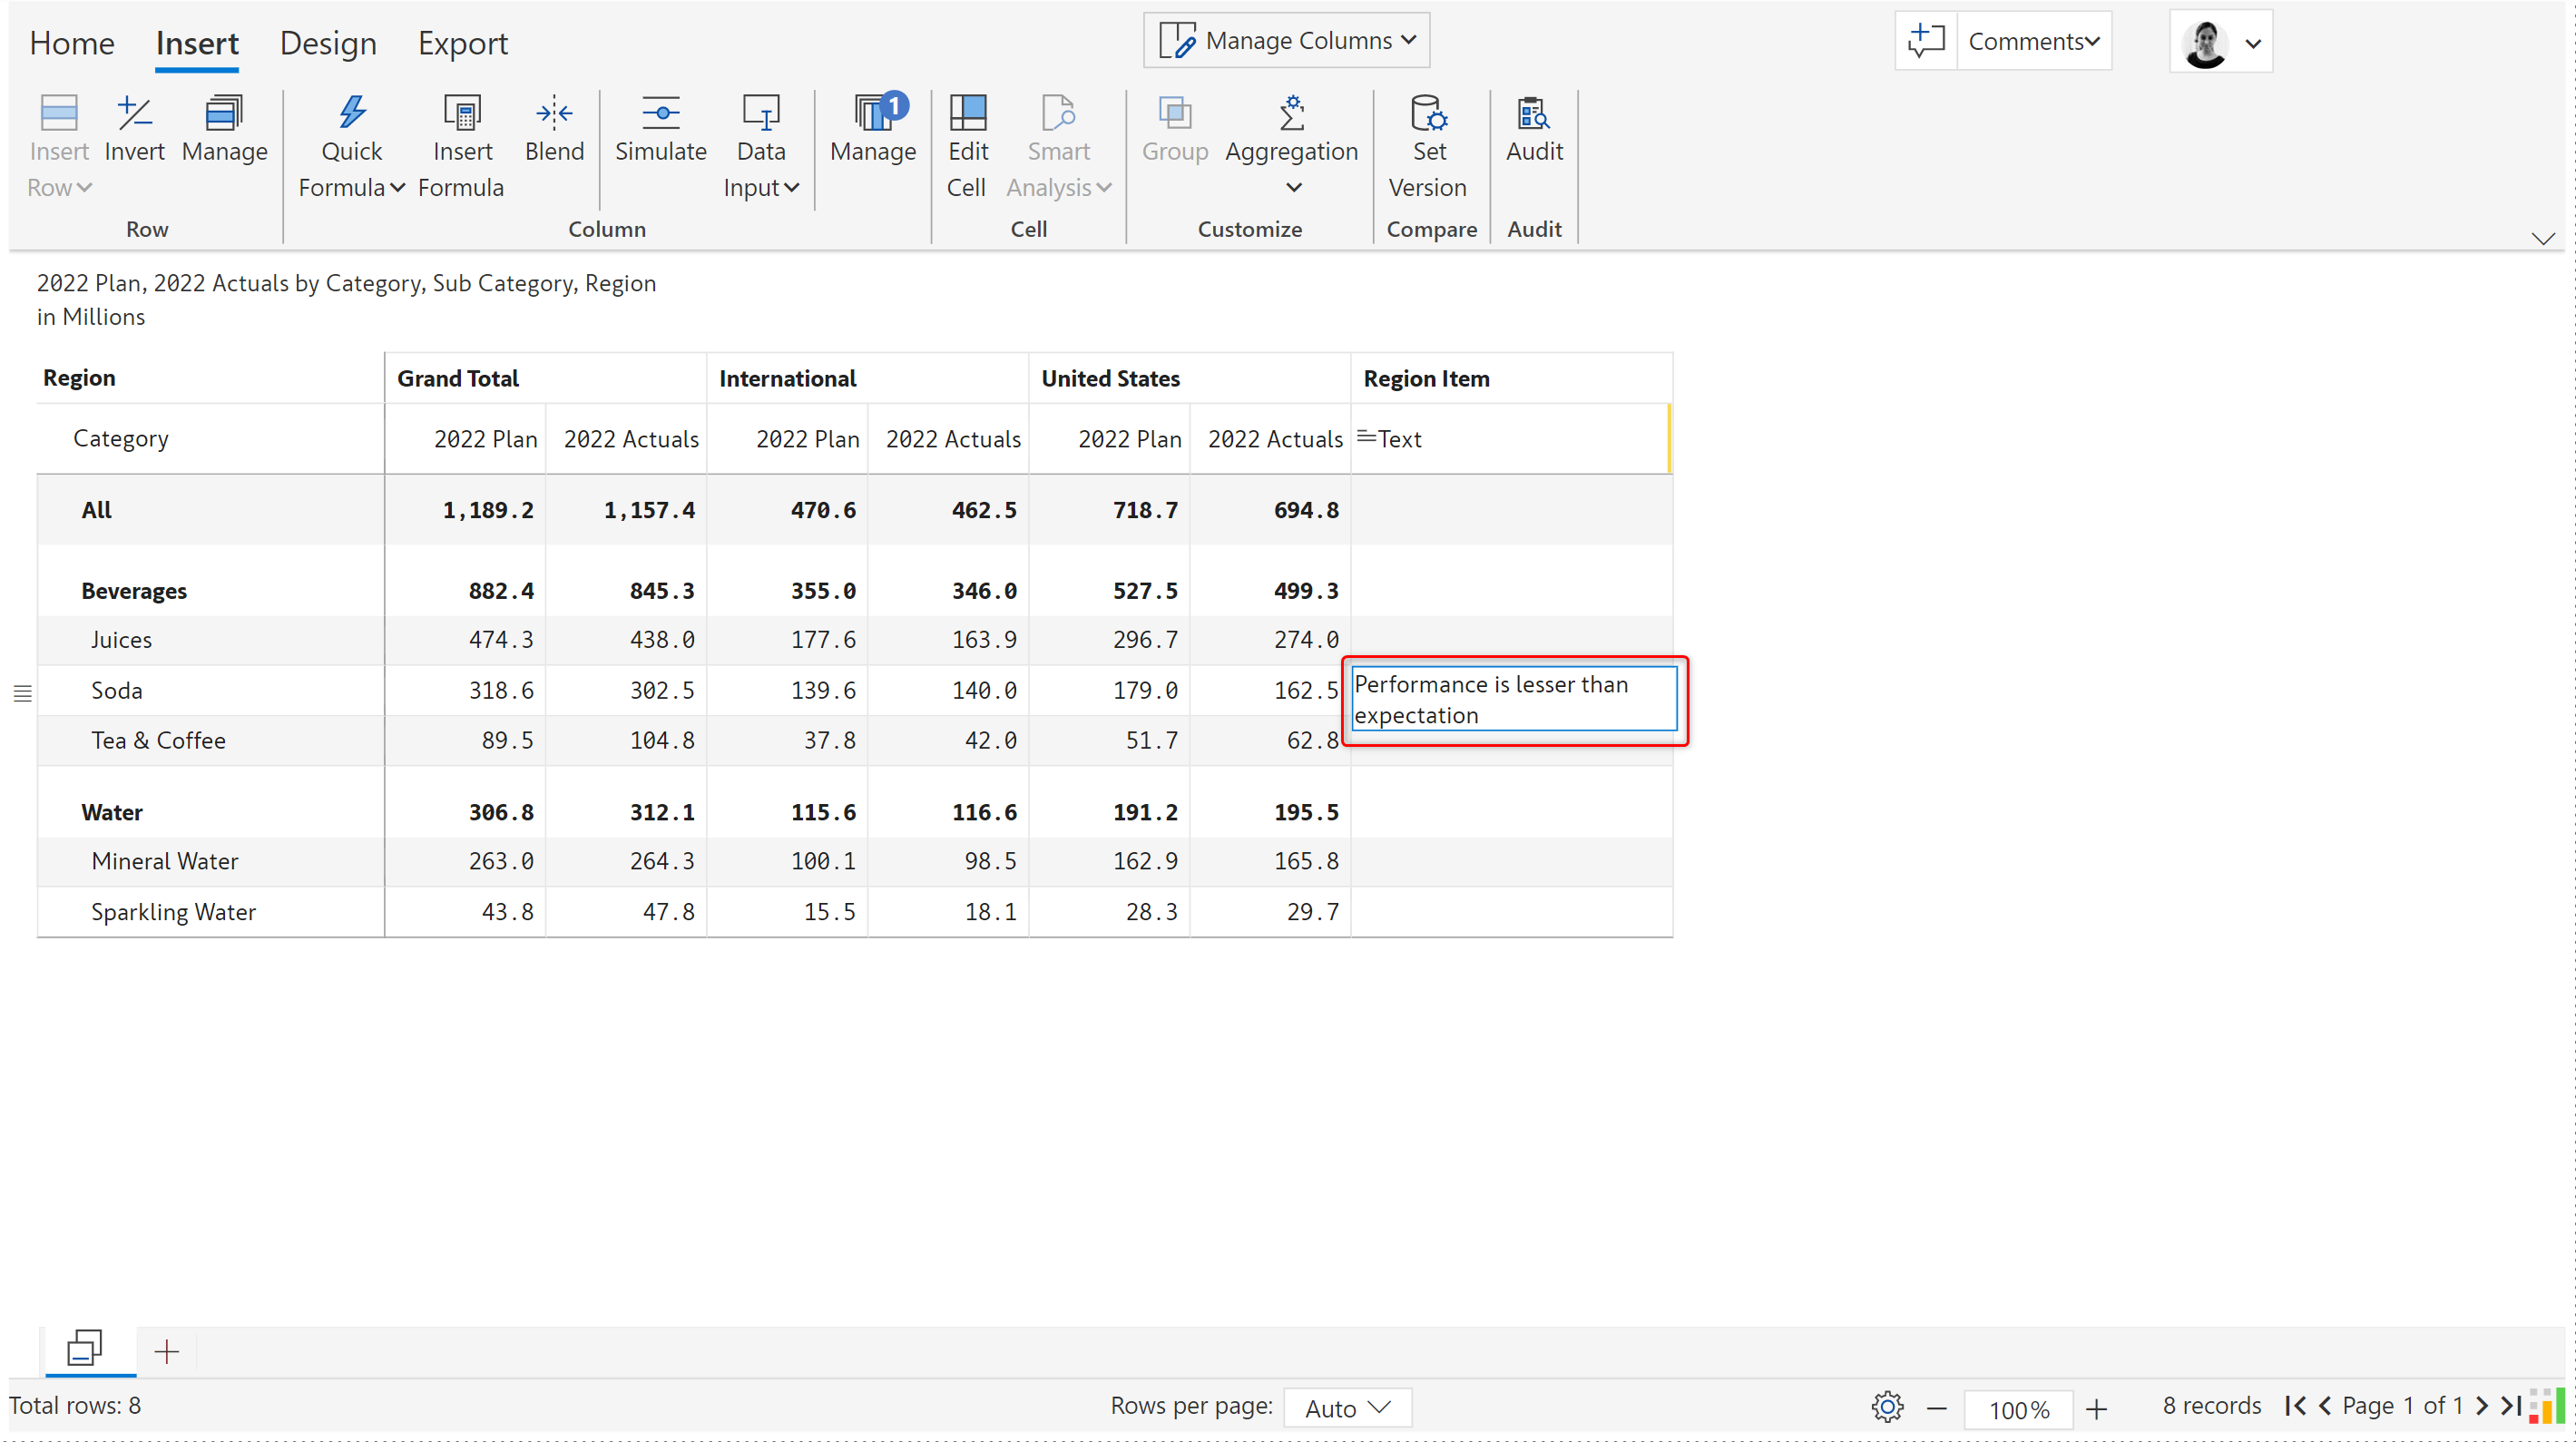 Home Insert Design Export Manage Columns Comments
1
Insert Invert Manage Quick Insert Blend Simulate Data Manage Edit Smart Group Aggregation Set Audit
Row Formula Formula Input Cell Analysis Version
Row Column Cell Customize Compare Audit
2022 Plan, 2022 Actuals by Category, Sub Category, Region
in Millions
Region Grand Total International United States Region Item
Category 2022 Plan 2022 Actuals 2022 Plan 2022 Actuals 2022 Plan 2022 Actuals Text
All 1,189.2 1,157.4 470.6 462.5 718.7 694.8
Beverages 882.4 845.3 355.0 346.0 527.5 499.3
Juices 474.3 438.0 177.6 163.9 296.7 274.0
Soda 318.6 302.5 139.6 140.0 179.0 162.5 Performance is lesser than
expectation
Tea & Coffee 89.5 104.8 37.8 42.0 51.7 62.8
Water 306.8 312.1 115.6 116.6 191.2 195.5
Mineral Water 263.0 264.3 100.1 98.5 162.9 165.8
Sparkling Water 43.8 47.8 15.5 18.1 28.3 29.7
Total rows: 8 Rows per page: Auto 100% 8 records Page 1 of 1